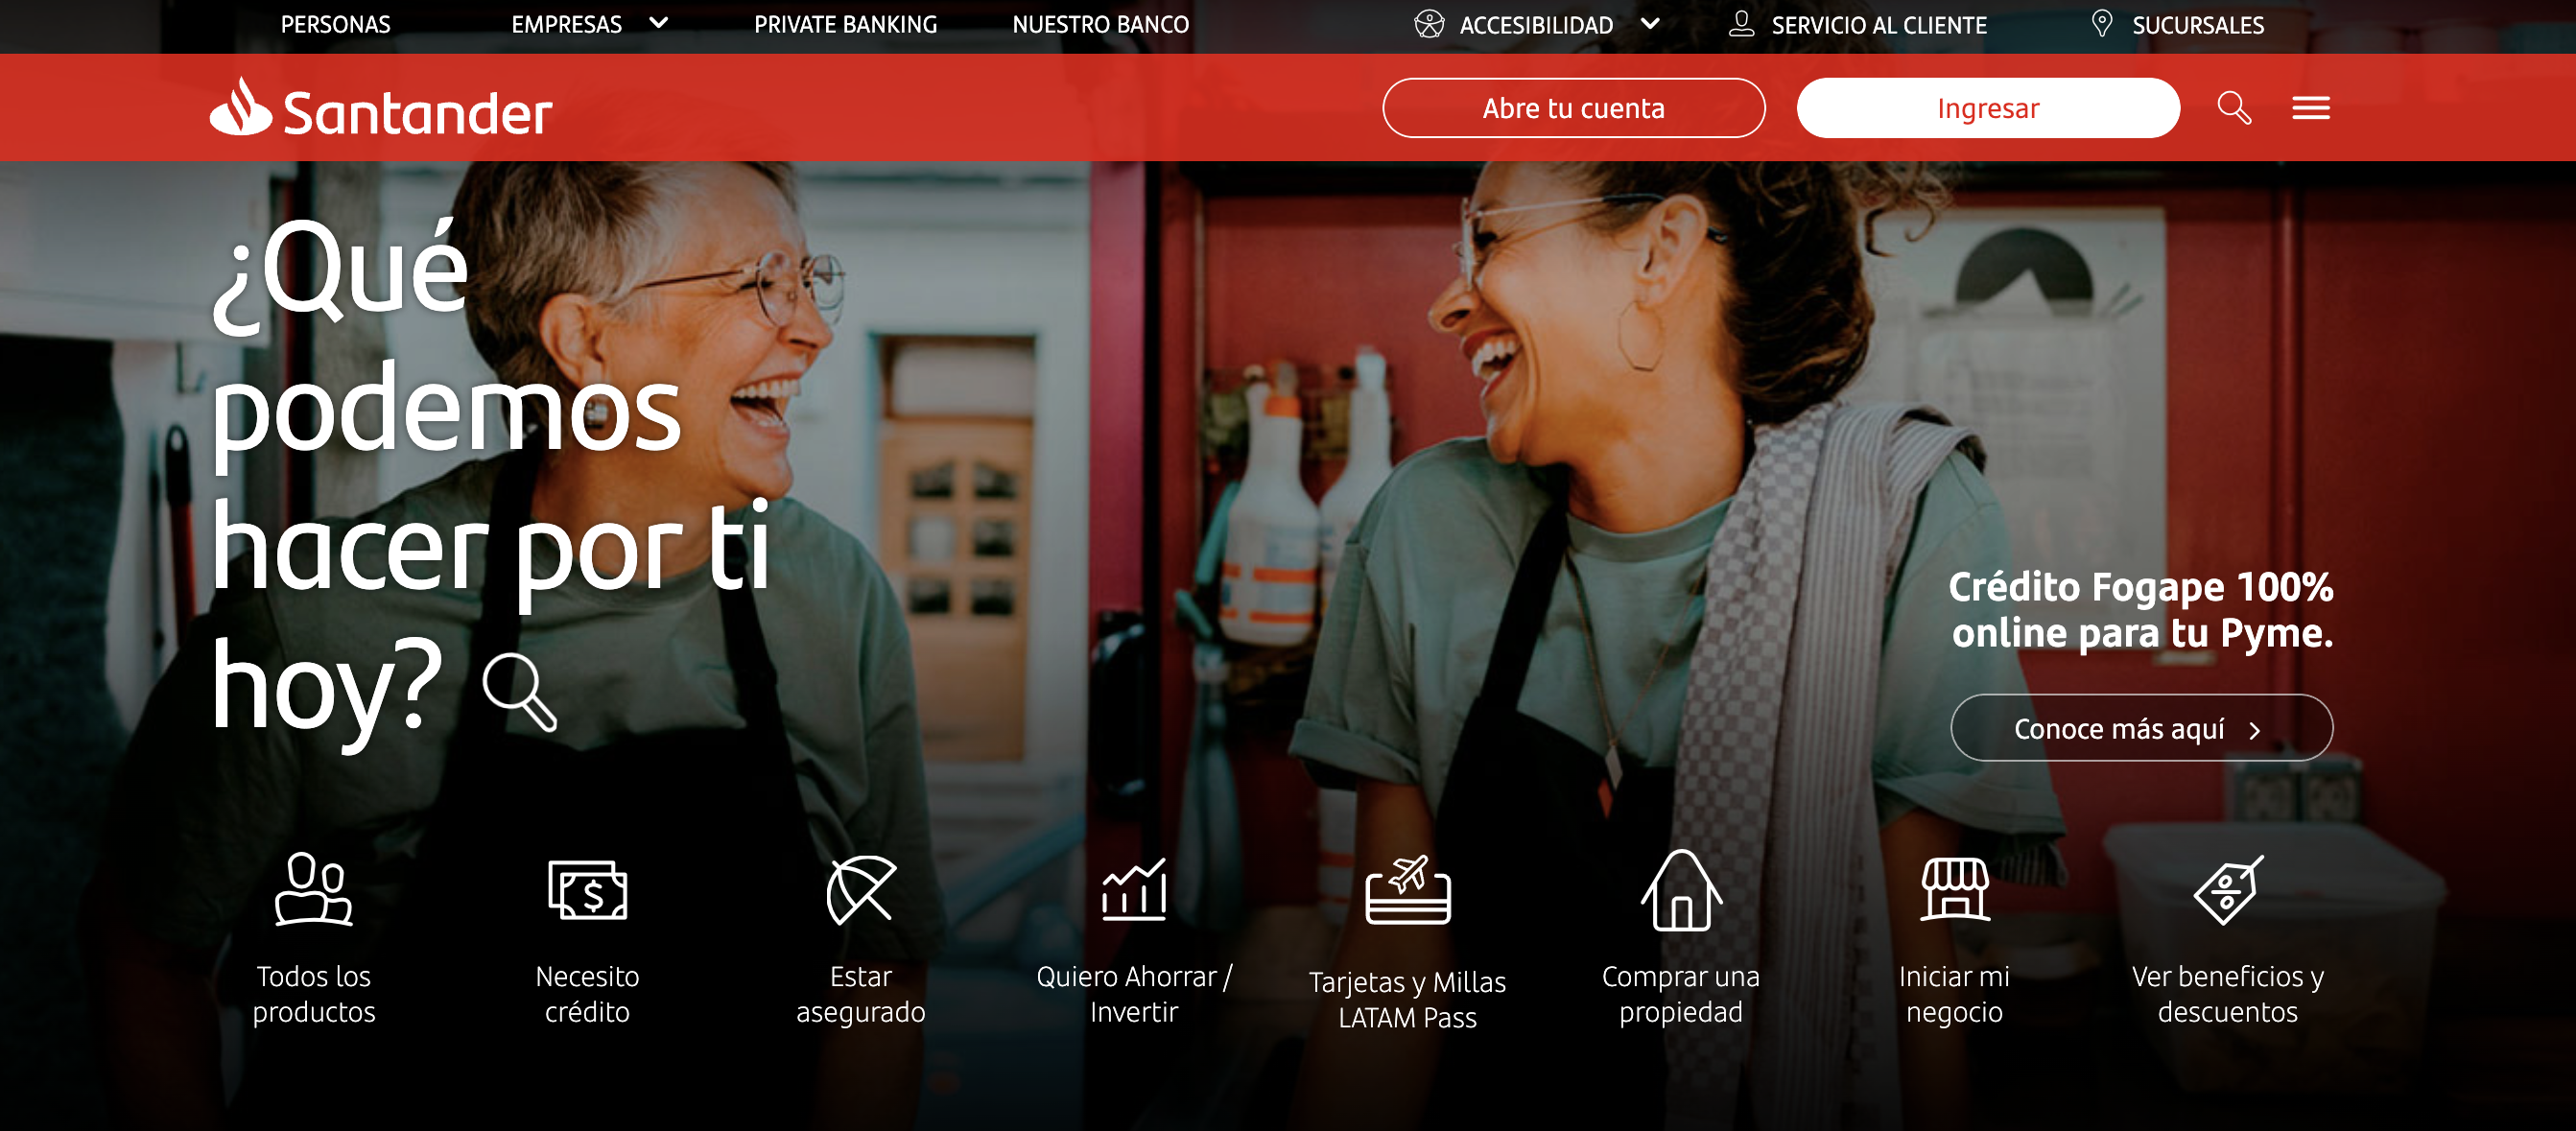 PERSONAS EMPRESAS PRIVATE BANKING NUESTRO BANCO ACCESIBILIDAD SERVICIO AL CLIENTE SUCURSALES
Santander Abre tu cuenta Ingresar
¿Qué
podemos
hacer por ti
hoy?
Crédito Fogape 100%
online para tu Pyme.
Conoce más aquí
Todos los
productos
Necesito
crédito
Estar
asegurado
Quiero Ahorrar /
Invertir
Tarjetas y Millas
LATAM Pass
Comprar una
propiedad
Iniciar mi
negocio
Ver beneficios y
descuentos